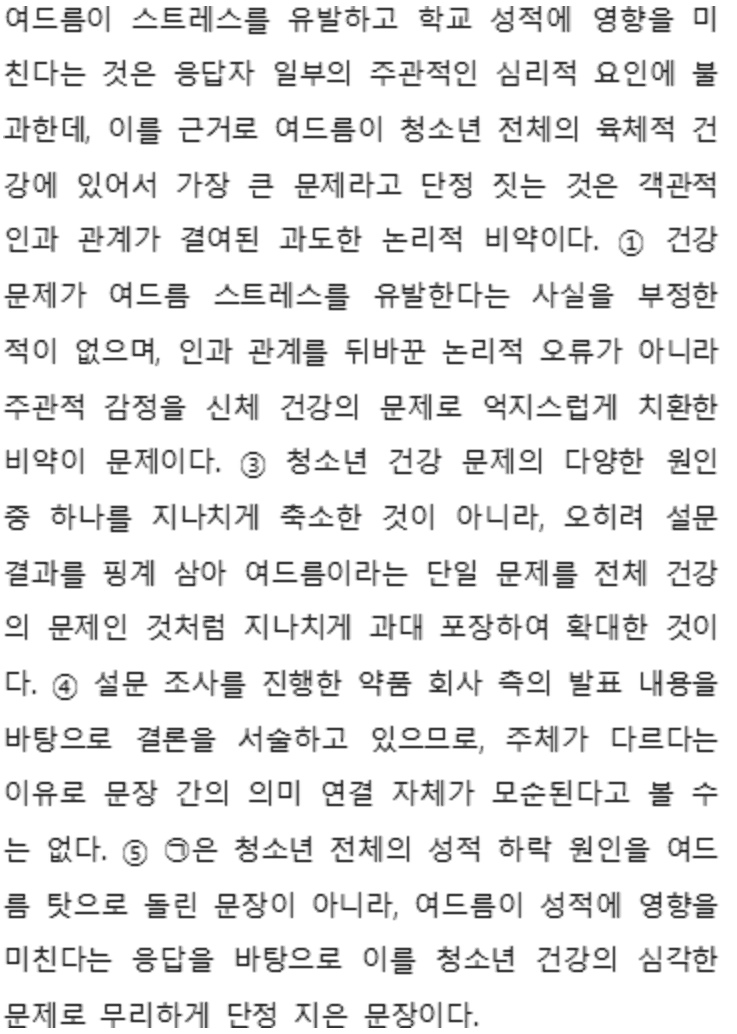 여드름이 스트레스를 유발하고 학교 성적에 영향을 미
친다는 것은 응답자 일부의 주관적인 심리적 요인에 불
과한데, 이를 근거로 여드름이 청소년 전체의 육체적 건
강에 있어서 가장 큰 문제라고 단정 짓는 것은 객관적
인과 관계가 결여된 과도한 논리적 비약이다. ① 건강
문제가 여드름 스트레스를 유발한다는 사실을 부정한
적이 없으며, 인과 관계를 뒤바꾼 논리적 오류가 아니라
주관적 감정을 신체 건강의 문제로 억지스럽게 치환한
비약이 문제이다. ③ 청소년 건강 문제의 다양한 원인
중 하나를 지나치게 축소한 것이 아니라, 오히려 설문
결과를 핑계 삼아 여드름이라는 단일 문제를 전체 건강
의 문제인 것처럼 지나치게 과대 포장하여 확대한 것이
다. ④ 설문 조사를 진행한 약품 회사 측의 발표 내용을
바탕으로 결론을 서술하고 있으므로, 주체가 다르다는
이유로 문장 간의 의미 연결 자체가 모순된다고 볼 수
는 없다. ⑤ ㉠은 청소년 전체의 성적 하락 원인을 여드
름 탓으로 돌린 문장이 아니라, 여드름이 성적에 영향을
미친다는 응답을 바탕으로 이를 청소년 건강의 심각한
문제로 무리하게 단정 지은 문장이다.